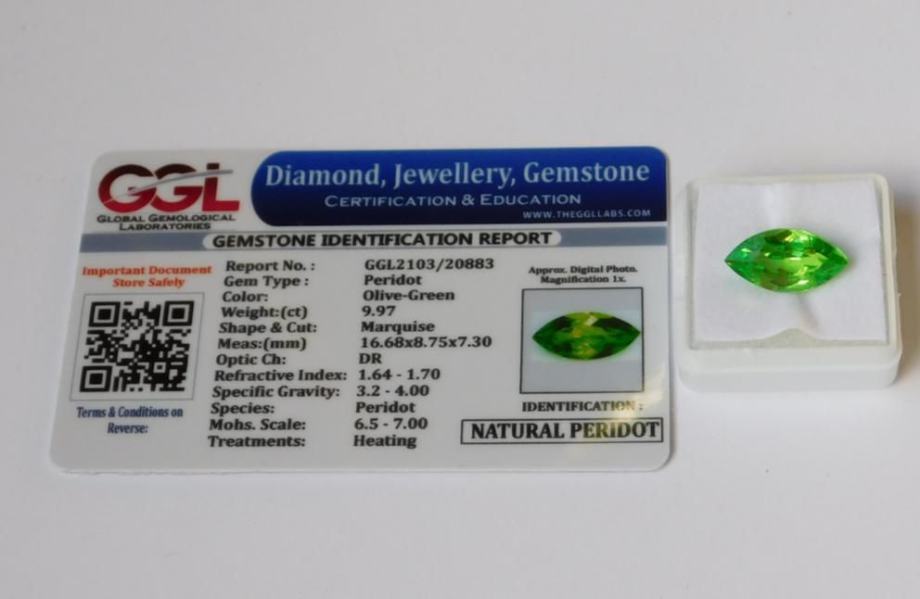 GGL
GLOBAL GEMOLOGICAL
LABORATORIES
Diamond, Jewellery, Gemstone
CERTIFICATION & EDUCATION
WWW.THEGGLLABS.COM
GEMSTONE IDENTIFICATION REPORT
Important Document
Store Safely
Terms & Conditions on
Reverse:
Report No. : GGL2103/20883
Gem Type : Peridot
Color: Olive-Green
Weight:(ct) 9.97
Shape & Cut: Marquise
Meas:(mm) 16.68x8.75x7.30
Optic Ch: DR
Refractive Index: 1.64 - 1.70
Specific Gravity: 3.2 - 4.00
Species: Peridot
Mohs. Scale: 6.5 - 7.00
Treatments: Heating
Approx. Digital Photo.
Magnification 1x.
IDENTIFICATION :
NATURAL PERIDOT